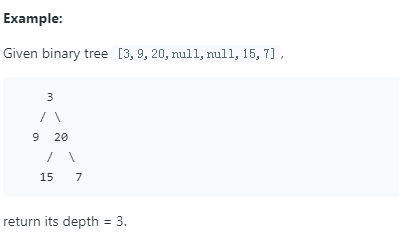 Example:
Given binary tree [3,9,20,null,null,15,7],
3
/ \
9 20
/ \
15 7
return its depth = 3.